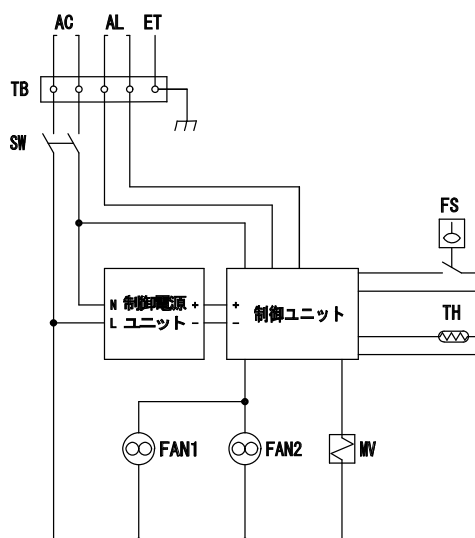 AC AL ET
TB
SW
FS
N 制御電源 + +
L ユニット − −
制御ユニット
TH
FAN1 FAN2 MV